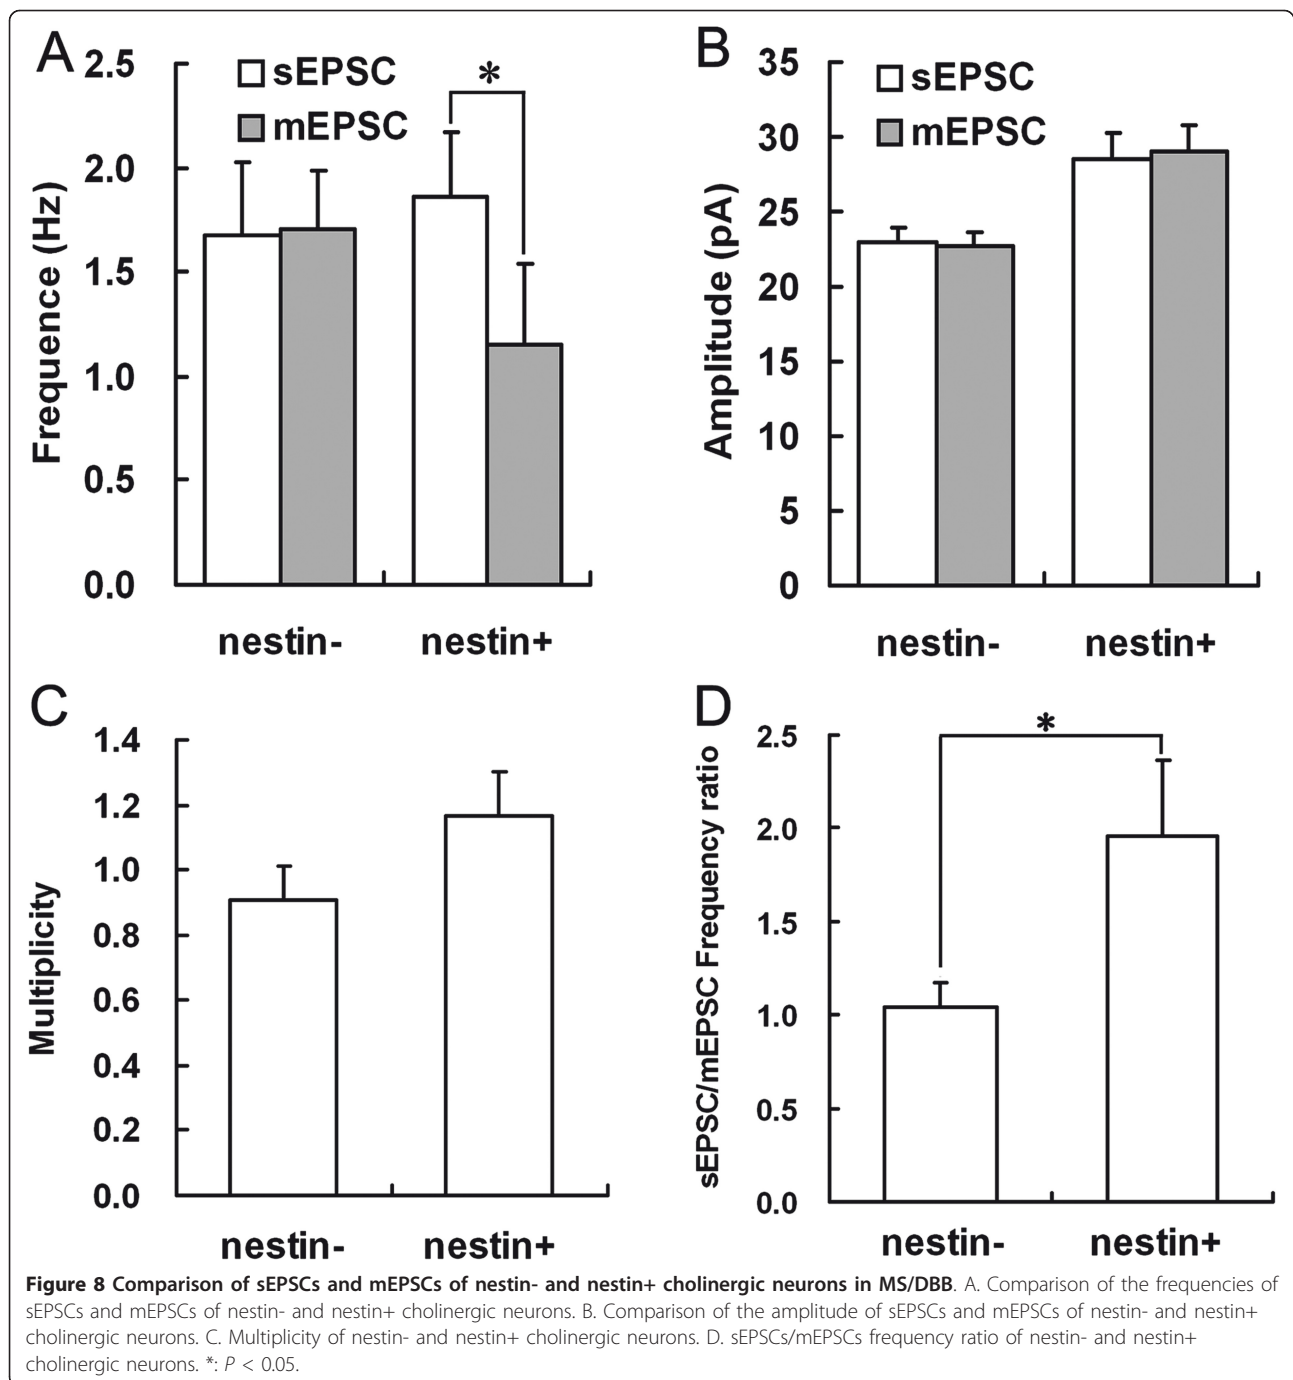 A
2.5
2.0
1.5
1.0
0.5
0.0
Frequence (Hz)
sEPSC
mEPSC
*
nestin-
nestin+
B
35
30
25
20
15
10
5
0
Amplitude (pA)
sEPSC
mEPSC
nestin-
nestin+
C
1.4
1.2
1.0
0.8
0.6
0.4
0.2
0.0
Multiplicity
nestin-
nestin+
D
2.5
2.0
1.5
1.0
0.5
0.0
sEPSC/mEPSC Frequency ratio
*
nestin-
nestin+
Figure 8 Comparison of sEPSCs and mEPSCs of nestin- and nestin+ cholinergic neurons in MS/DBB. A. Comparison of the frequencies of
sEPSCs and mEPSCs of nestin- and nestin+ cholinergic neurons. B. Comparison of the amplitude of sEPSCs and mEPSCs of nestin- and nestin+
cholinergic neurons. C. Multiplicity of nestin- and nestin+ cholinergic neurons. D. sEPSCs/mEPSCs frequency ratio of nestin- and nestin+
cholinergic neurons. *: P < 0.05.